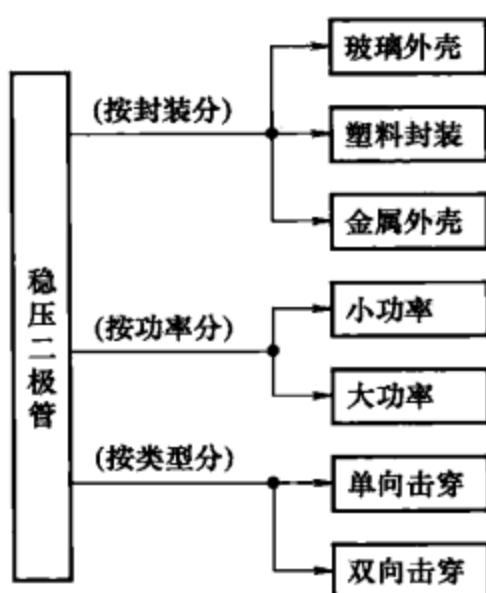 稳压二极管
(按封装分)
玻璃外壳
塑料封装
金属外壳
(按功率分)
小功率
大功率
(按类型分)
单向击穿
双向击穿